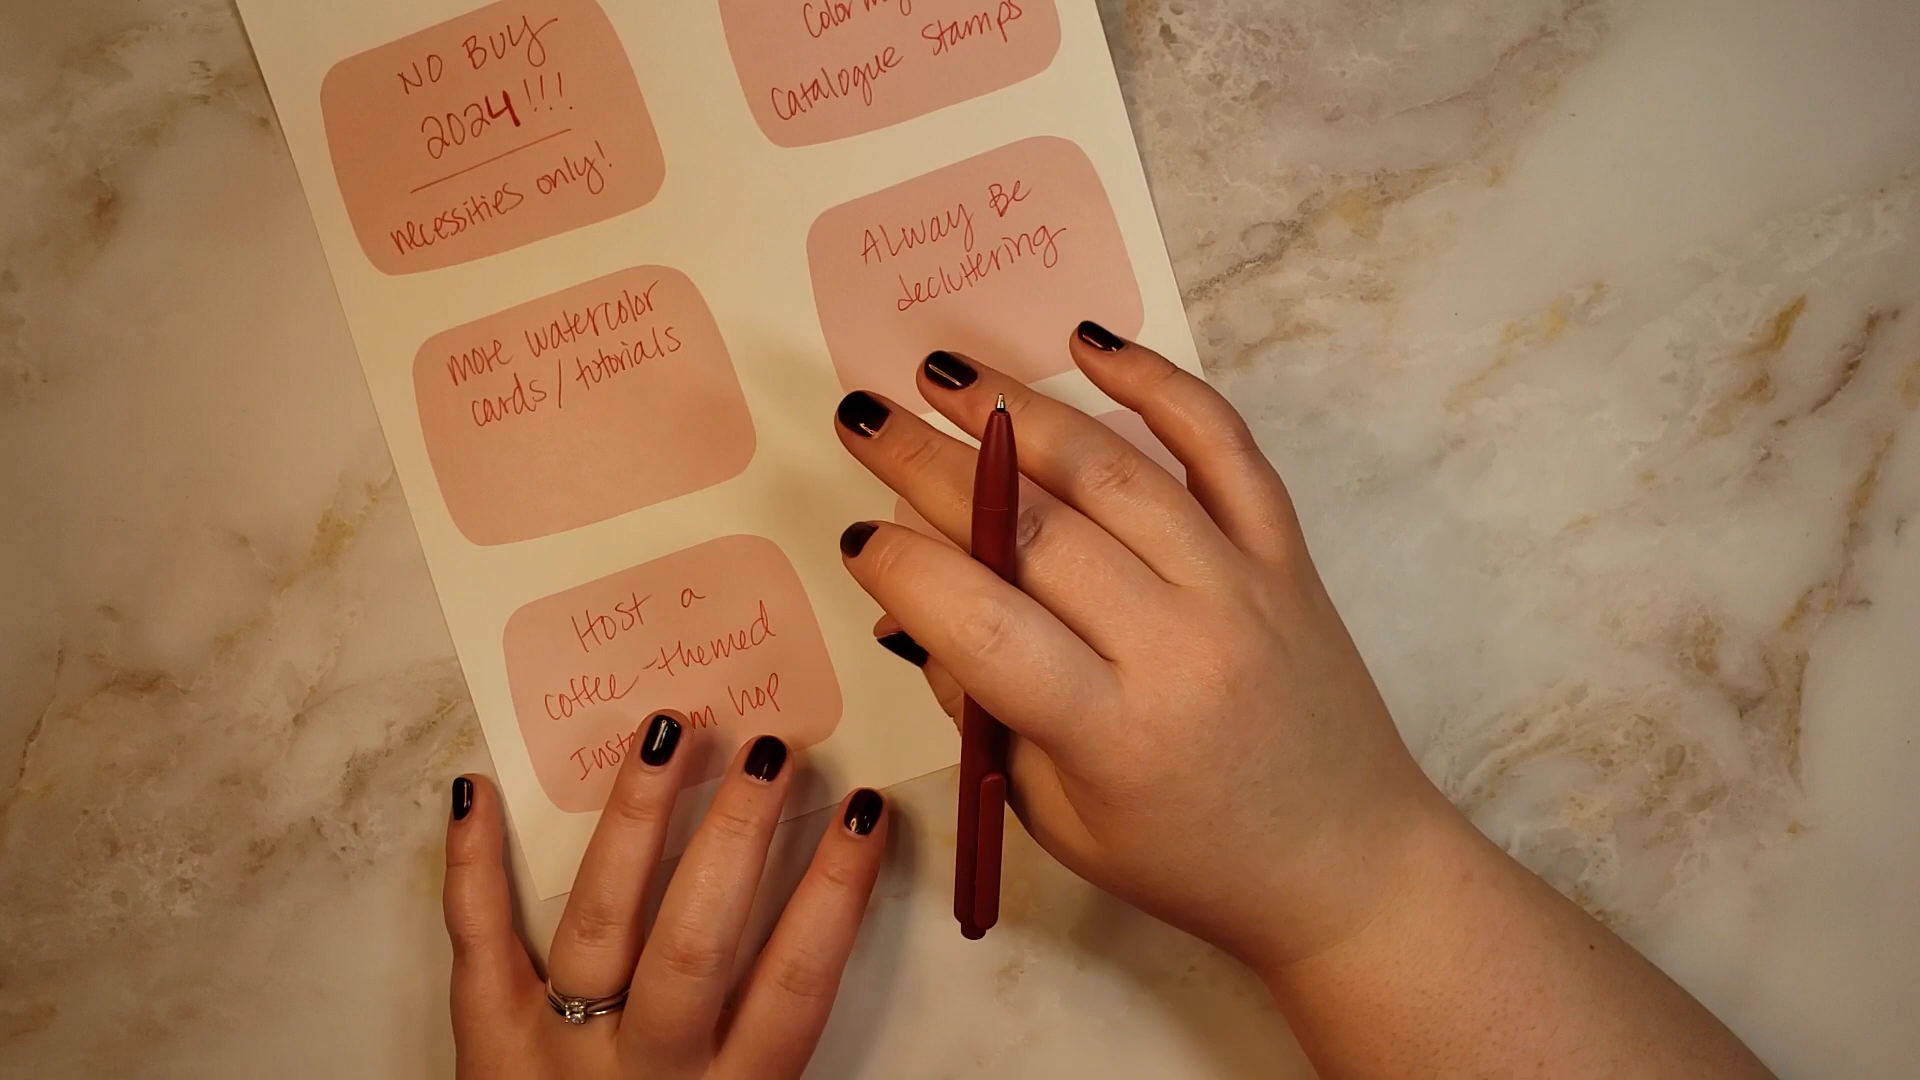 NO BUY
2024!!!
necessities only!
more watercolor
cards/tutorials
Host a
coffee-themed
hop
Catalogue Stamps
Alway Be
decluttering